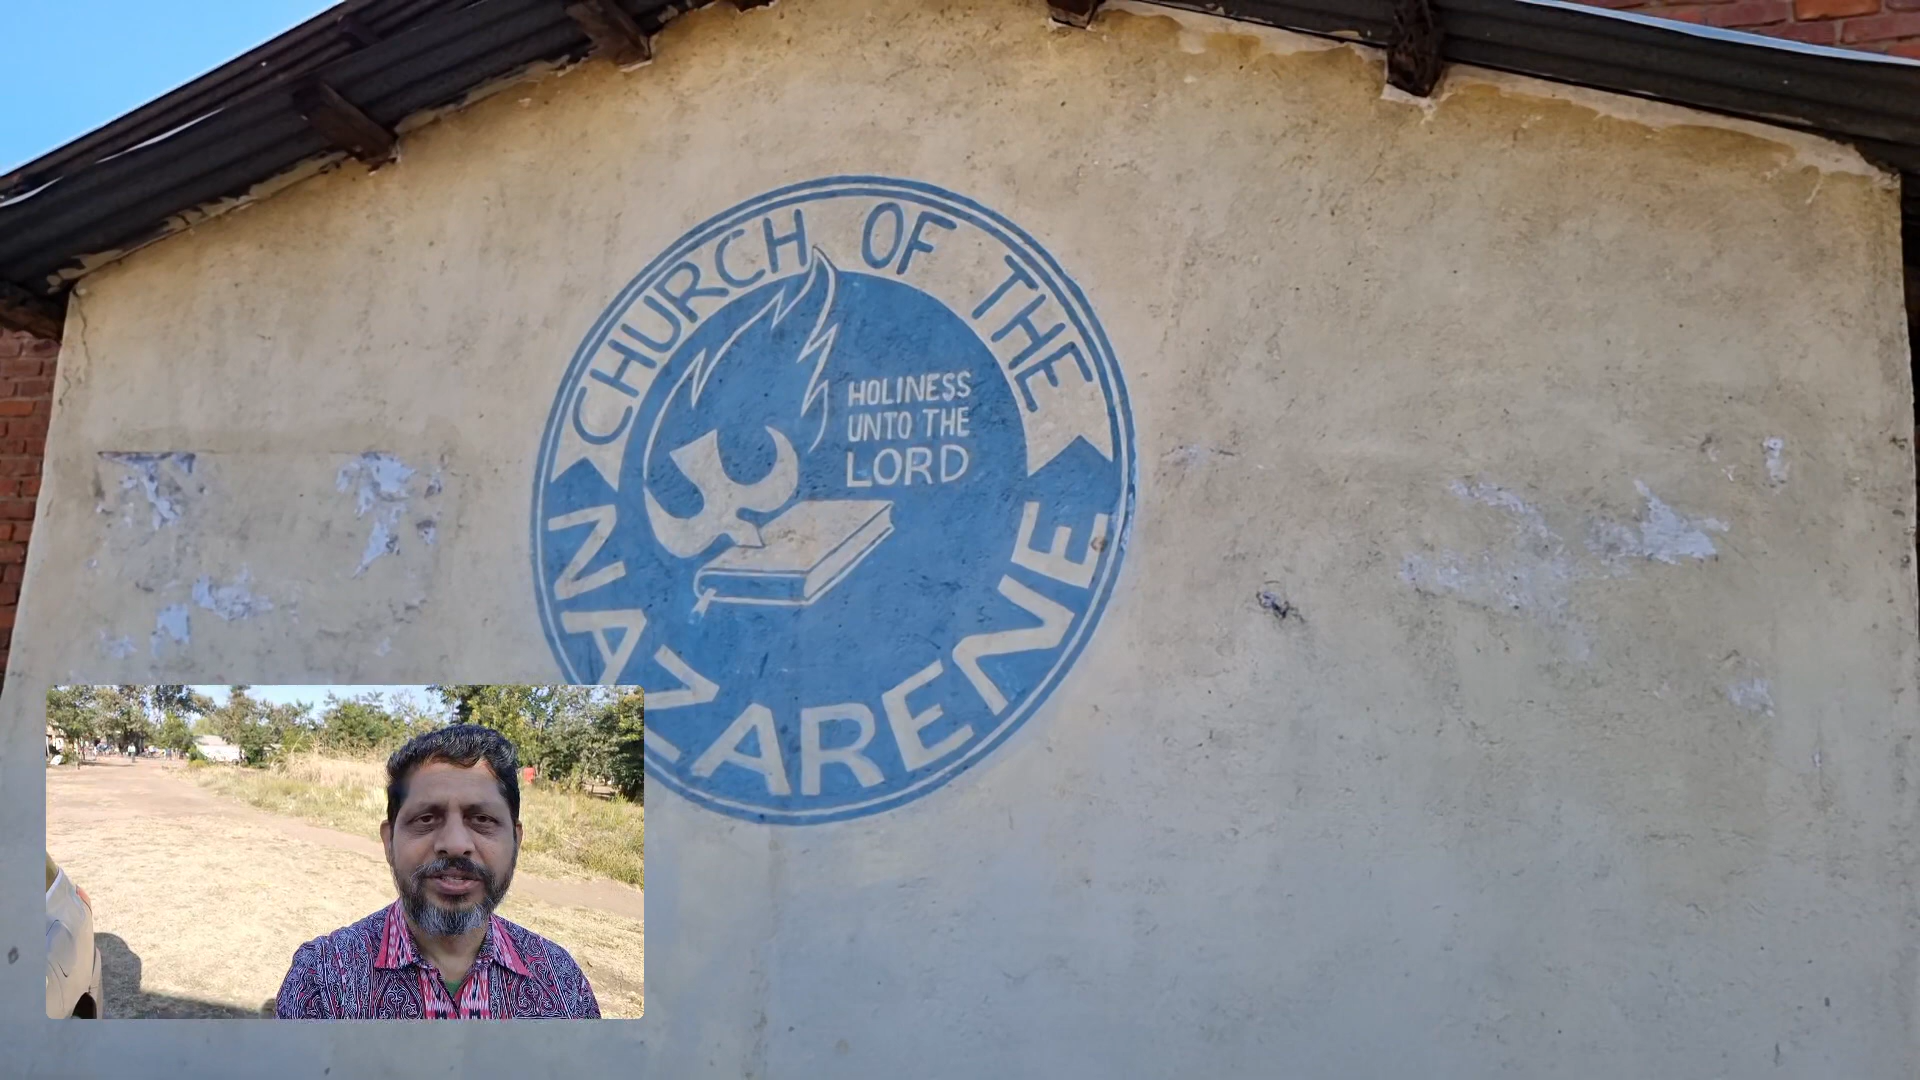 CHURCH OF THE
NAZARENE
HOLINESS
UNTO THE
LORD